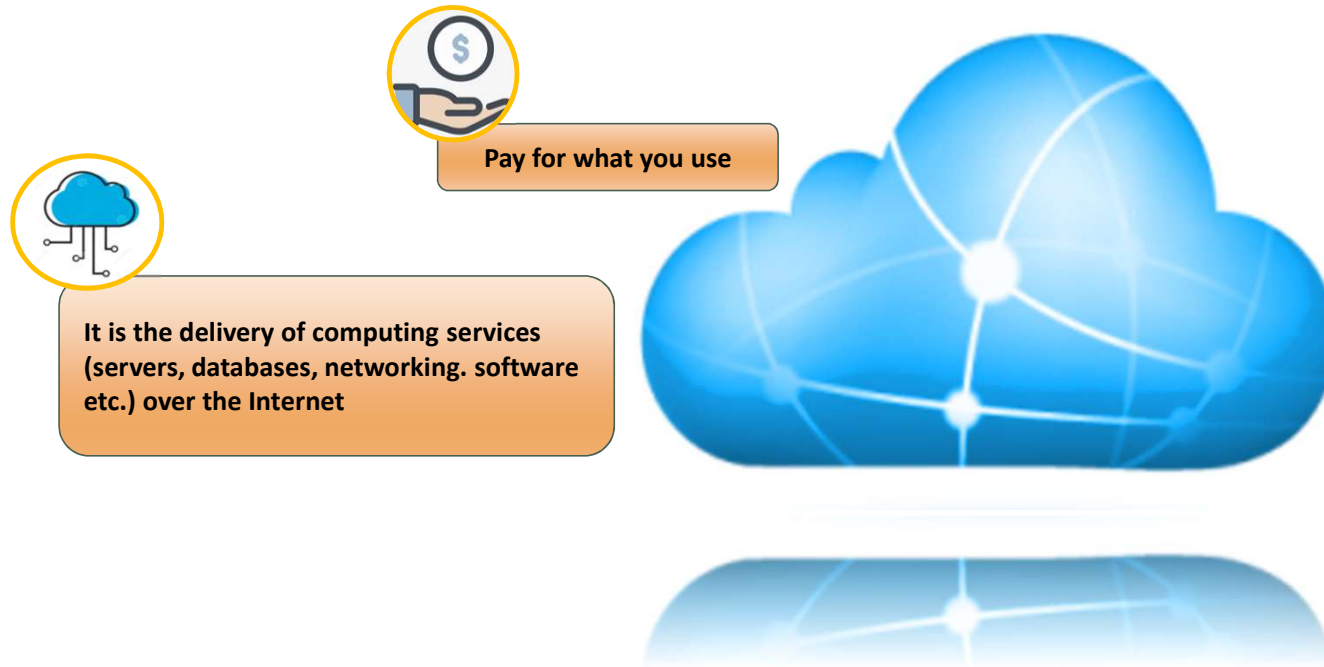 $
Pay for what you use
It is the delivery of computing services
(servers, databases, networking. software
etc.) over the Internet